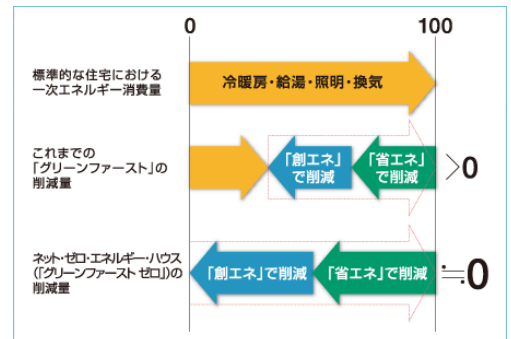 0
100
標準的な住宅における
一次エネルギー消費量
冷暖房・給湯・照明・換気
これまでの
「グリーンファースト」の
削減量
「創エネ」
で削減
「省エネ」
で削減
>0
ネット・ゼロ・エネルギー・ハウス
(「グリーンファースト ゼロ」)の
削減量
「創エネ」で削減
「省エネ」で削減
≒0